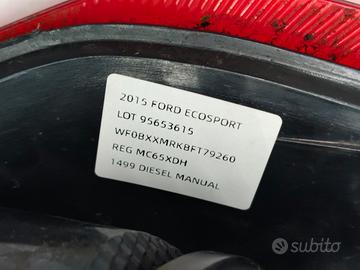 2015 FORD ECOSPORT
LOT 95653615
WF0BXXMRKBFT79260
REG MC65XDH
1499 DIESEL MANUAL
subito